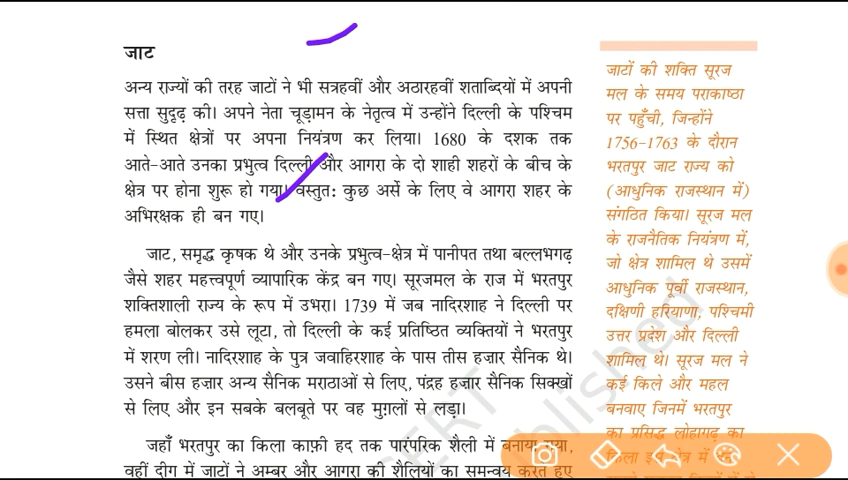 जाट
अन्य राज्यों की तरह जाटों ने भी सत्रहवीं और अठारहवीं शताब्दियों में अपनी
सत्ता सुदृढ़ की। अपने नेता चूड़ामन के नेतृत्व में उन्होंने दिल्ली के पश्चिम
में स्थित क्षेत्रों पर अपना नियंत्रण कर लिया। 1680 के दशक तक
आते-आते उनका प्रभुत्व दिल्ली और आगरा के दो शाही शहरों के बीच के
क्षेत्र पर होना शुरू हो गया। वस्तुत: कुछ अर्से के लिए वे आगरा शहर के
अभिरक्षक ही बन गए।
जाट, समृद्ध कृषक थे और उनके प्रभुत्व-क्षेत्र में पानीपत तथा बल्लभगढ़
जैसे शहर महत्त्वपूर्ण व्यापारिक केंद्र बन गए। सूरजमल के राज में भरतपुर
शक्तिशाली राज्य के रूप में उभरा। 1739 में जब नादिरशाह ने दिल्ली पर
हमला बोलकर उसे लूटा, तो दिल्ली के कई प्रतिष्ठित व्यक्तियों ने भरतपुर
में शरण ली। नादिरशाह के पुत्र जवाहिरशाह के पास तीस हज़ार सैनिक थे।
उसने बीस हज़ार अन्य सैनिक मराठाओं से लिए, पंद्रह हज़ार सैनिक सिक्खों
से लिए और इन सबके बलबूते पर वह मुग़लों से लड़ा।
जहाँ भरतपुर का किला काफ़ी हद तक पारंपरिक शैली में बनाया गया,
वहीं दीग में जाटों ने अम्बर और आगरा की शैलियों का समन्वय करते हुए
जाटों की शक्ति सूरज
मल के समय पराकाष्ठा
पर पहुँची, जिन्होंने
1756-1763 के दौरान
भरतपुर जाट राज्य को
(आधुनिक राजस्थान में)
संगठित किया। सूरज मल
के राजनैतिक नियंत्रण में,
जो क्षेत्र शामिल थे उसमें
आधुनिक पूर्वी राजस्थान,
दक्षिणी हरियाणा, पश्चिमी
उत्तर प्रदेश और दिल्ली
शामिल थे। सूरज मल ने
कई किले और महल
बनवाए जिनमें भरतपुर
का प्रसिद्ध लोहागढ़ का
किला इस क्षेत्र में